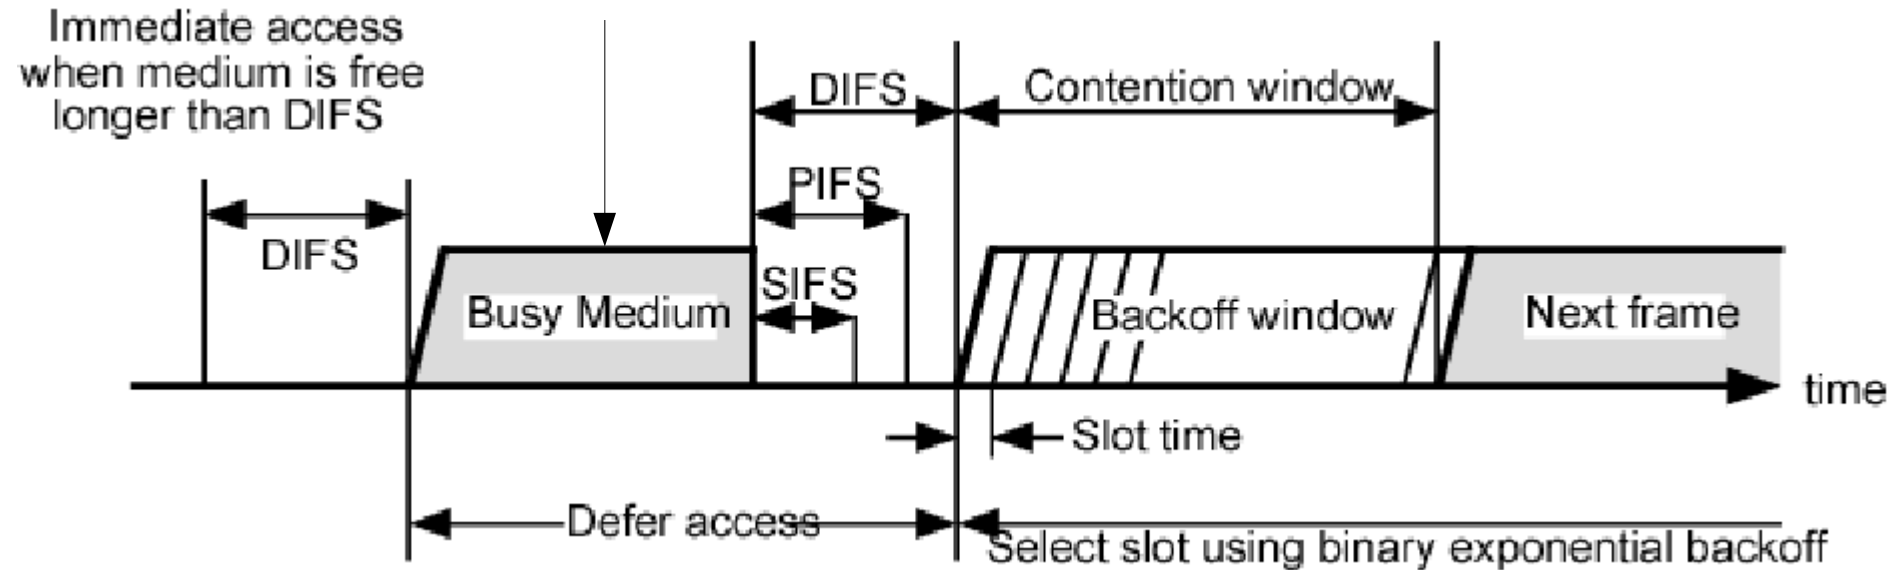 Immediate access
when medium is free
longer than DIFS
DIFS
Contention window
PIFS
DIFS
SIFS
Busy Medium
Backoff window
Next frame
time
Slot time
Defer access
Select slot using binary exponential backoff